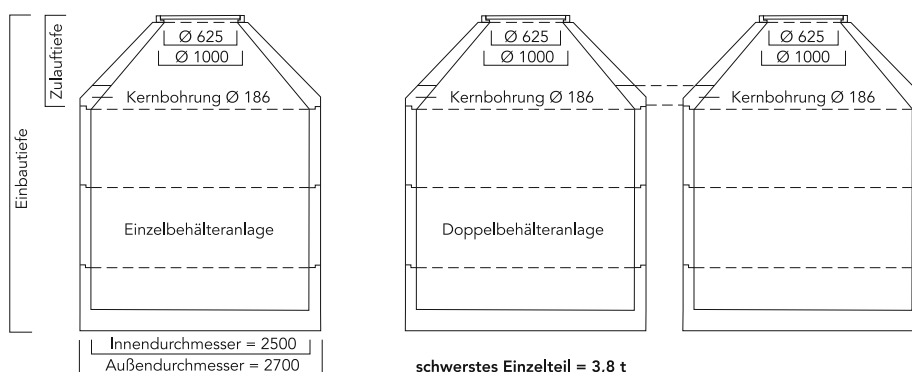 Ø 625
Ø 1000
Kernbohrung Ø 186
Zulauftiefe
Einbautiefe
Einzelbehälteranlage
Innendurchmesser = 2500
Außendurchmesser = 2700
Ø 625
Ø 1000
Kernbohrung Ø 186
Doppelbehälteranlage
Ø 625
Ø 1000
Kernbohrung Ø 186
schwerstes Einzelteil = 3,8 t